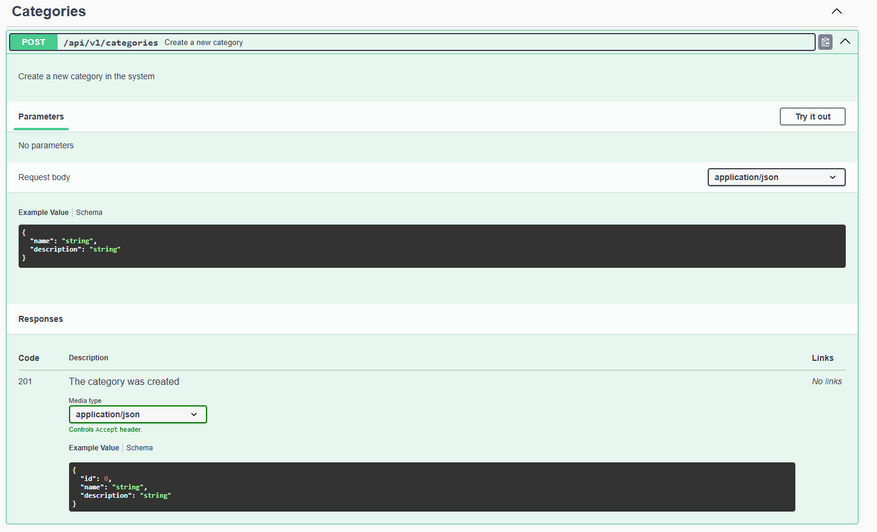 Categories
POST /api/v1/categories Create a new category
Create a new category in the system
Parameters Try it out
No parameters
Request body application/json
Example Value | Schema
{
"name": "string",
"description": "string"
}
Responses
Code Description Links
201 The category was created No links
Media type
application/json
Controls Accept header.
Example Value | Schema
{
"id": 0,
"name": "string",
"description": "string"
}